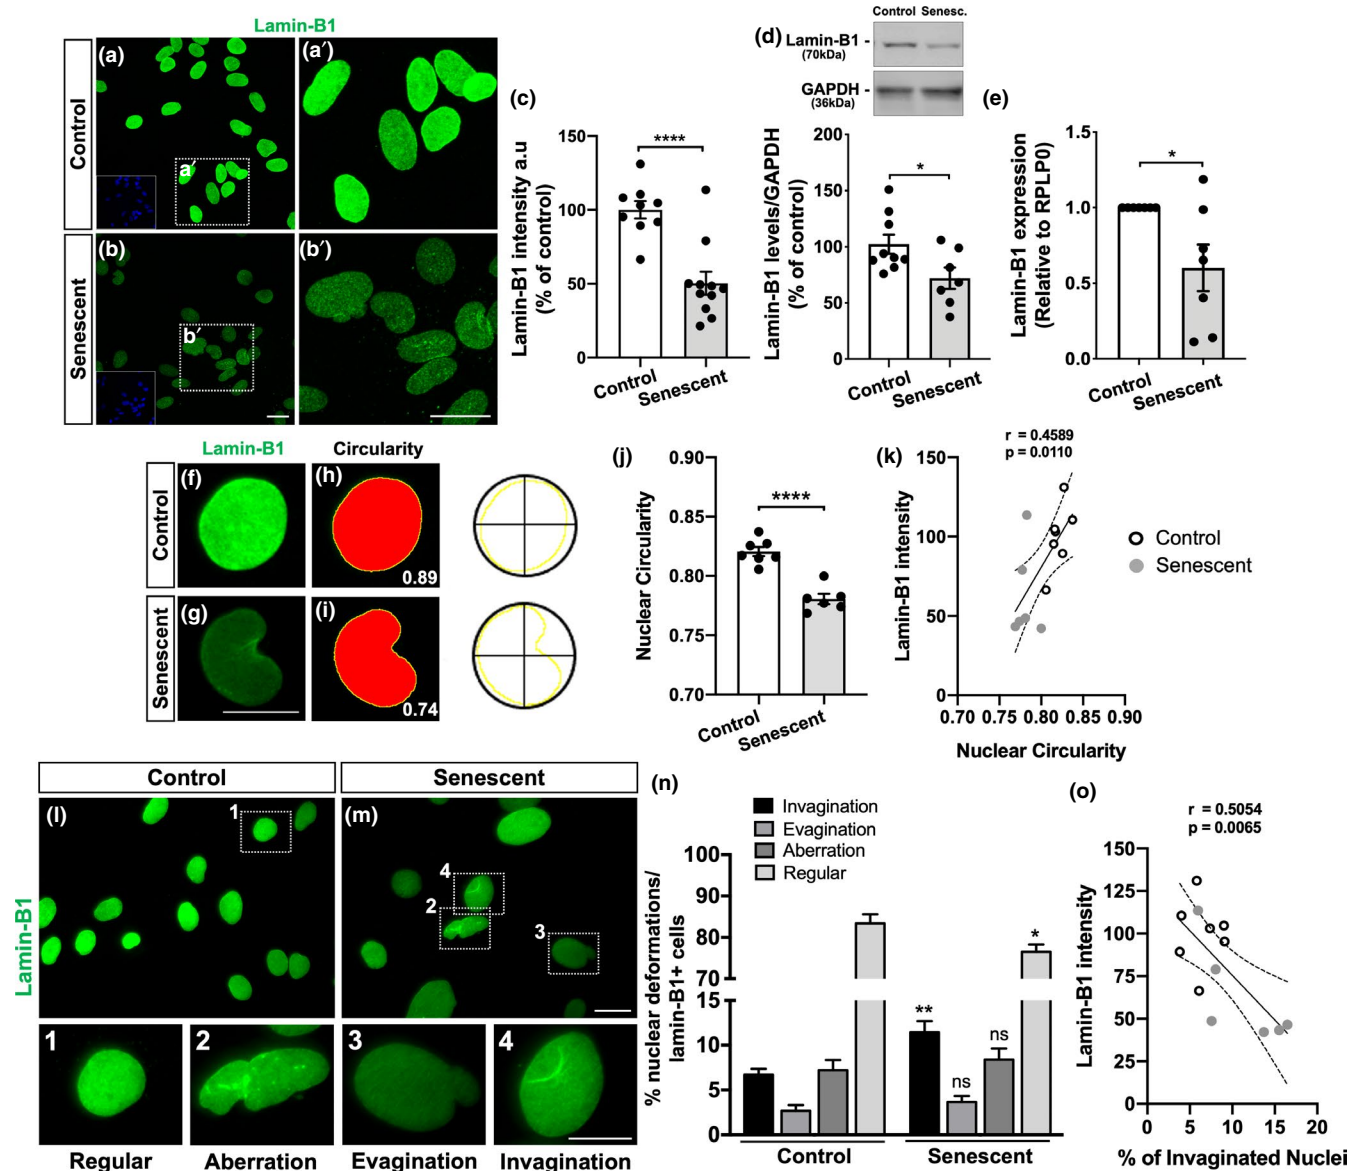 Lamin-B1
Control
(a)
a′
(a′)
Senescent
(b)
b′
(b′)
(c)
Lamin-B1 intensity a.u
(% of control)
150
100
50
0
****
Control
Senescent
(d)
Control Senesc.
Lamin-B1 -
(70kDa)
GAPDH -
(36kDa)
Lamin-B1 levels/GAPDH
(% of control)
200
150
100
50
0
*
Control
Senescent
(e)
Lamin-B1 expression
(Relative to RPLP0)
1.5
1.0
0.5
0.0
*
Control
Senescent
Lamin-B1
Circularity
Control
(f)
(h)
0.89
Senescent
(g)
(i)
0.74
(j)
Nuclear Circularity
0.90
0.85
0.80
0.75
0.70
****
Control
Senescent
(k)
r = 0.4589
p = 0.0110
Lamin-B1 intensity
150
100
50
0
0.70 0.75 0.80 0.85 0.90
Nuclear Circularity
Control
Senescent
Control
Senescent
Lamin-B1
(l)
1
(m)
4
2
3
1
2
3
4
Regular
Aberration
Evagination
Invagination
(n)
Invagination
Evagination
Aberration
Regular
% nuclear deformations/
lamin-B1+ cells
100
90
80
70
15
10
5
0
**
ns
ns
*
Control
Senescent
(o)
r = 0.5054
p = 0.0065
Lamin-B1 intensity
150
125
100
75
50
25
0
0 5 10 15 20
% of Invaginated Nuclei